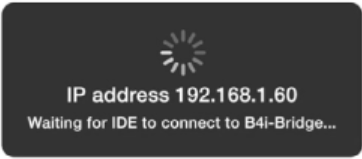 IP address 192.168.1.60
Waiting for IDE to connect to B4i-Bridge...